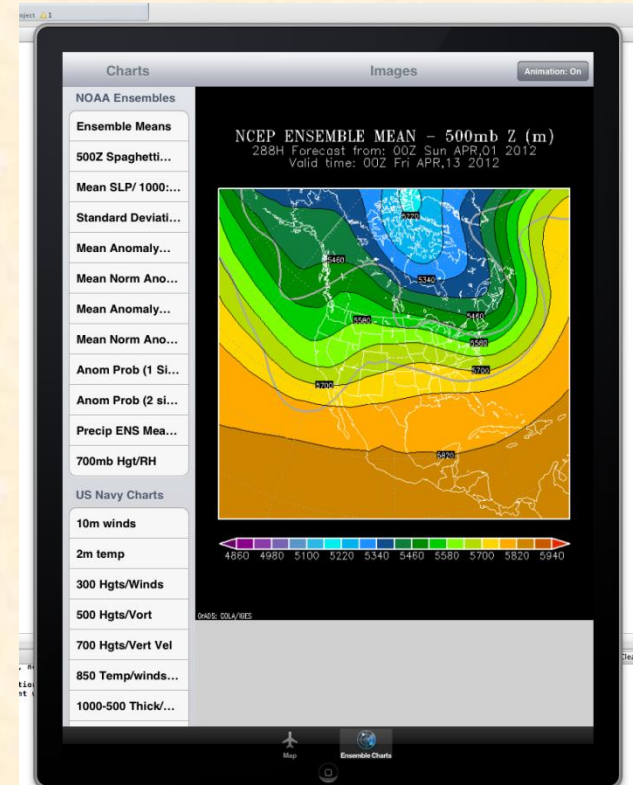 roject 1
Charts
Images
Animation: On
NOAA Ensembles
Ensemble Means
500Z Spaghetti...
Mean SLP/ 1000:...
Standard Deviati...
Mean Anomaly...
Mean Norm Ano...
Mean Anomaly...
Mean Norm Ano...
Anom Prob (1 Si...
Anom Prob (2 si...
Precip ENS Mea...
700mb Hgt/RH
US Navy Charts
10m winds
2m temp
300 Hgts/Winds
500 Hgts/Vort
700 Hgts/Vert Vel
850 Temp/winds...
1000-500 Thick/...
NCEP ENSEMBLE MEAN – 500mb Z (m)
288H Forecast from: 00Z Sun APR,01 2012
Valid time: 00Z Fri APR,13 2012
5220
5460
5340
5580
5460
5580
5700
5700
5820
4860 4980 5100 5220 5340 5460 5580 5700 5820 5940
GrADS: COLA/IGES
Map
Ensemble Charts